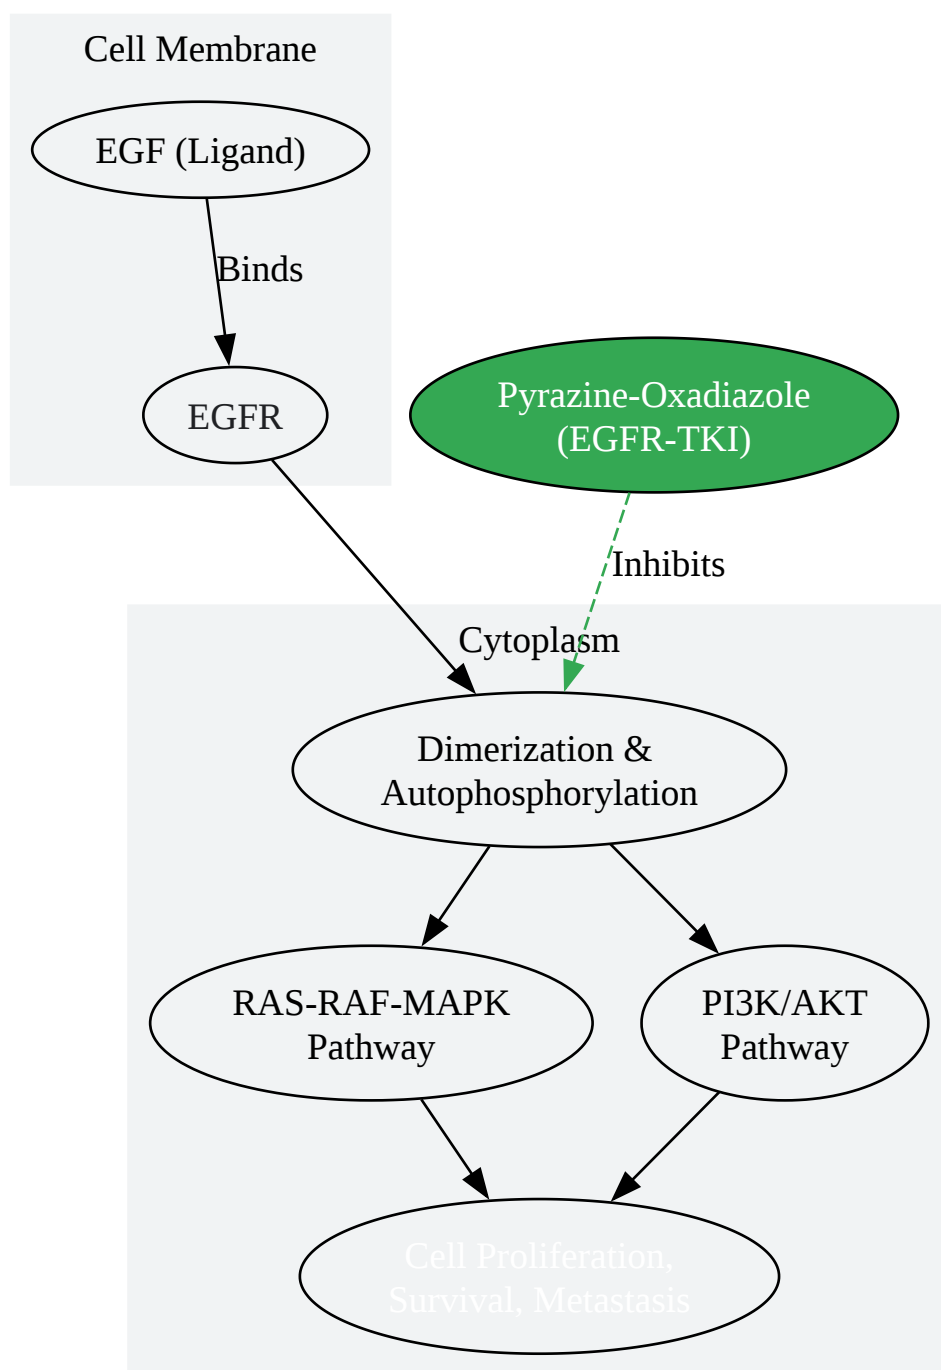 Cell Membrane
EGF (Ligand)
Binds
EGFR
Pyrazine-Oxadiazole
(EGFR-TKI)
Inhibits
Cytoplasm
Dimerization &
Autophosphorylation
RAS-RAF-MAPK
Pathway
PI3K/AKT
Pathway
Cell Proliferation,
Survival, Metastasis